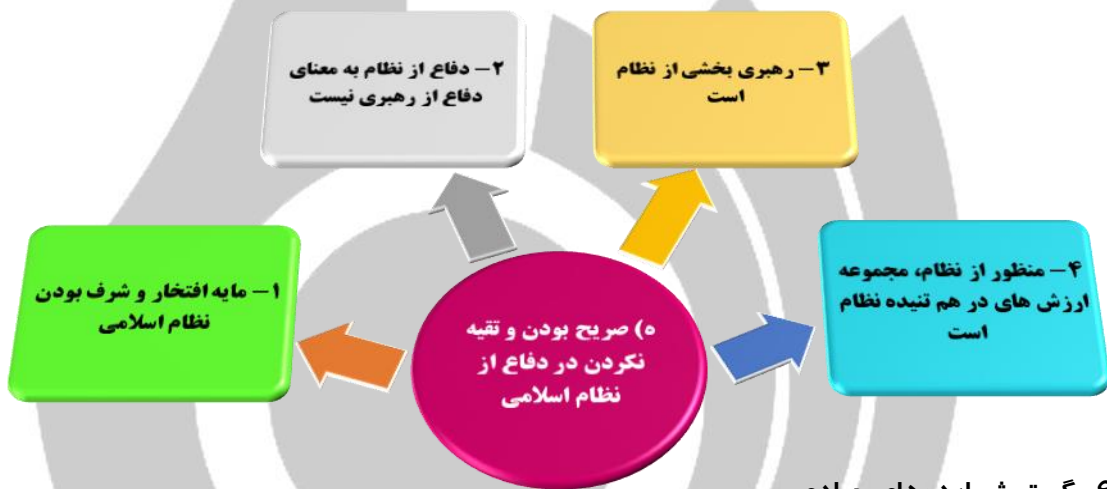 ۱- مایه افتخار و شرف بودن
نظام اسلامی
۲- دفاع از نظام به معنای
دفاع از رهبری نیست
۳- رهبری بخشی از نظام
است
۴- منظور از نظام، مجموعه
ارزش های در هم تنیده نظام
است
ه) صریح بودن و تقیه
نکردن در دفاع از
نظام اسلامی